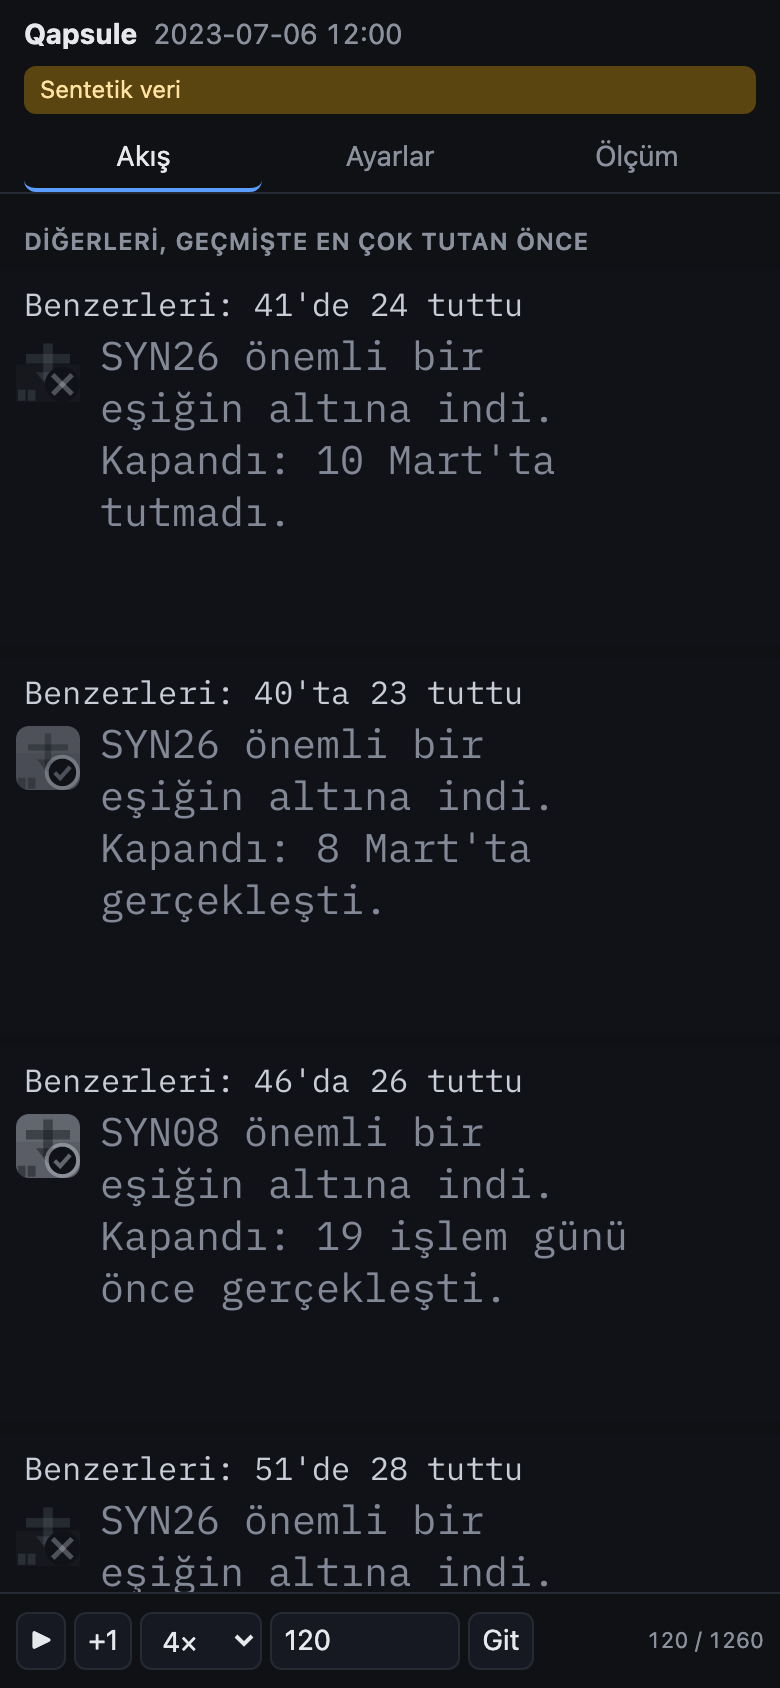 Qapsule 2023-07-06 12:00
Sentetik veri
Akış Ayarlar Ölçüm
DİĞERLERİ, GEÇMİŞTE EN ÇOK TUTAN ÖNCE
Benzerleri: 41'de 24 tuttu
SYN26 önemli bir
eşiğin altına indi.
Kapandı: 10 Mart'ta
tutmadı.
Benzerleri: 40'ta 23 tuttu
SYN26 önemli bir
eşiğin altına indi.
Kapandı: 8 Mart'ta
gerçekleşti.
Benzerleri: 46'da 26 tuttu
SYN08 önemli bir
eşiğin altına indi.
Kapandı: 19 işlem günü
önce gerçekleşti.
Benzerleri: 51'de 28 tuttu
SYN26 önemli bir
eşiğin altına indi.
+1 4× 120 Git 120 / 1260